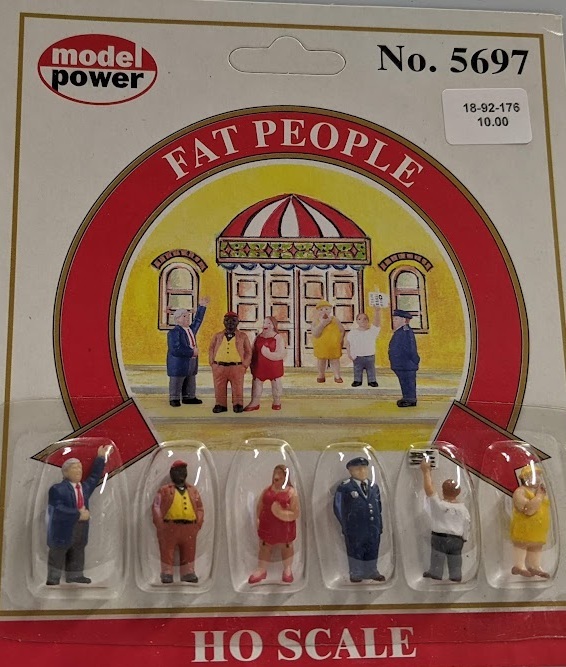 model
power
No. 5697
18-92-176
10.00
FAT PEOPLE
HO SCALE